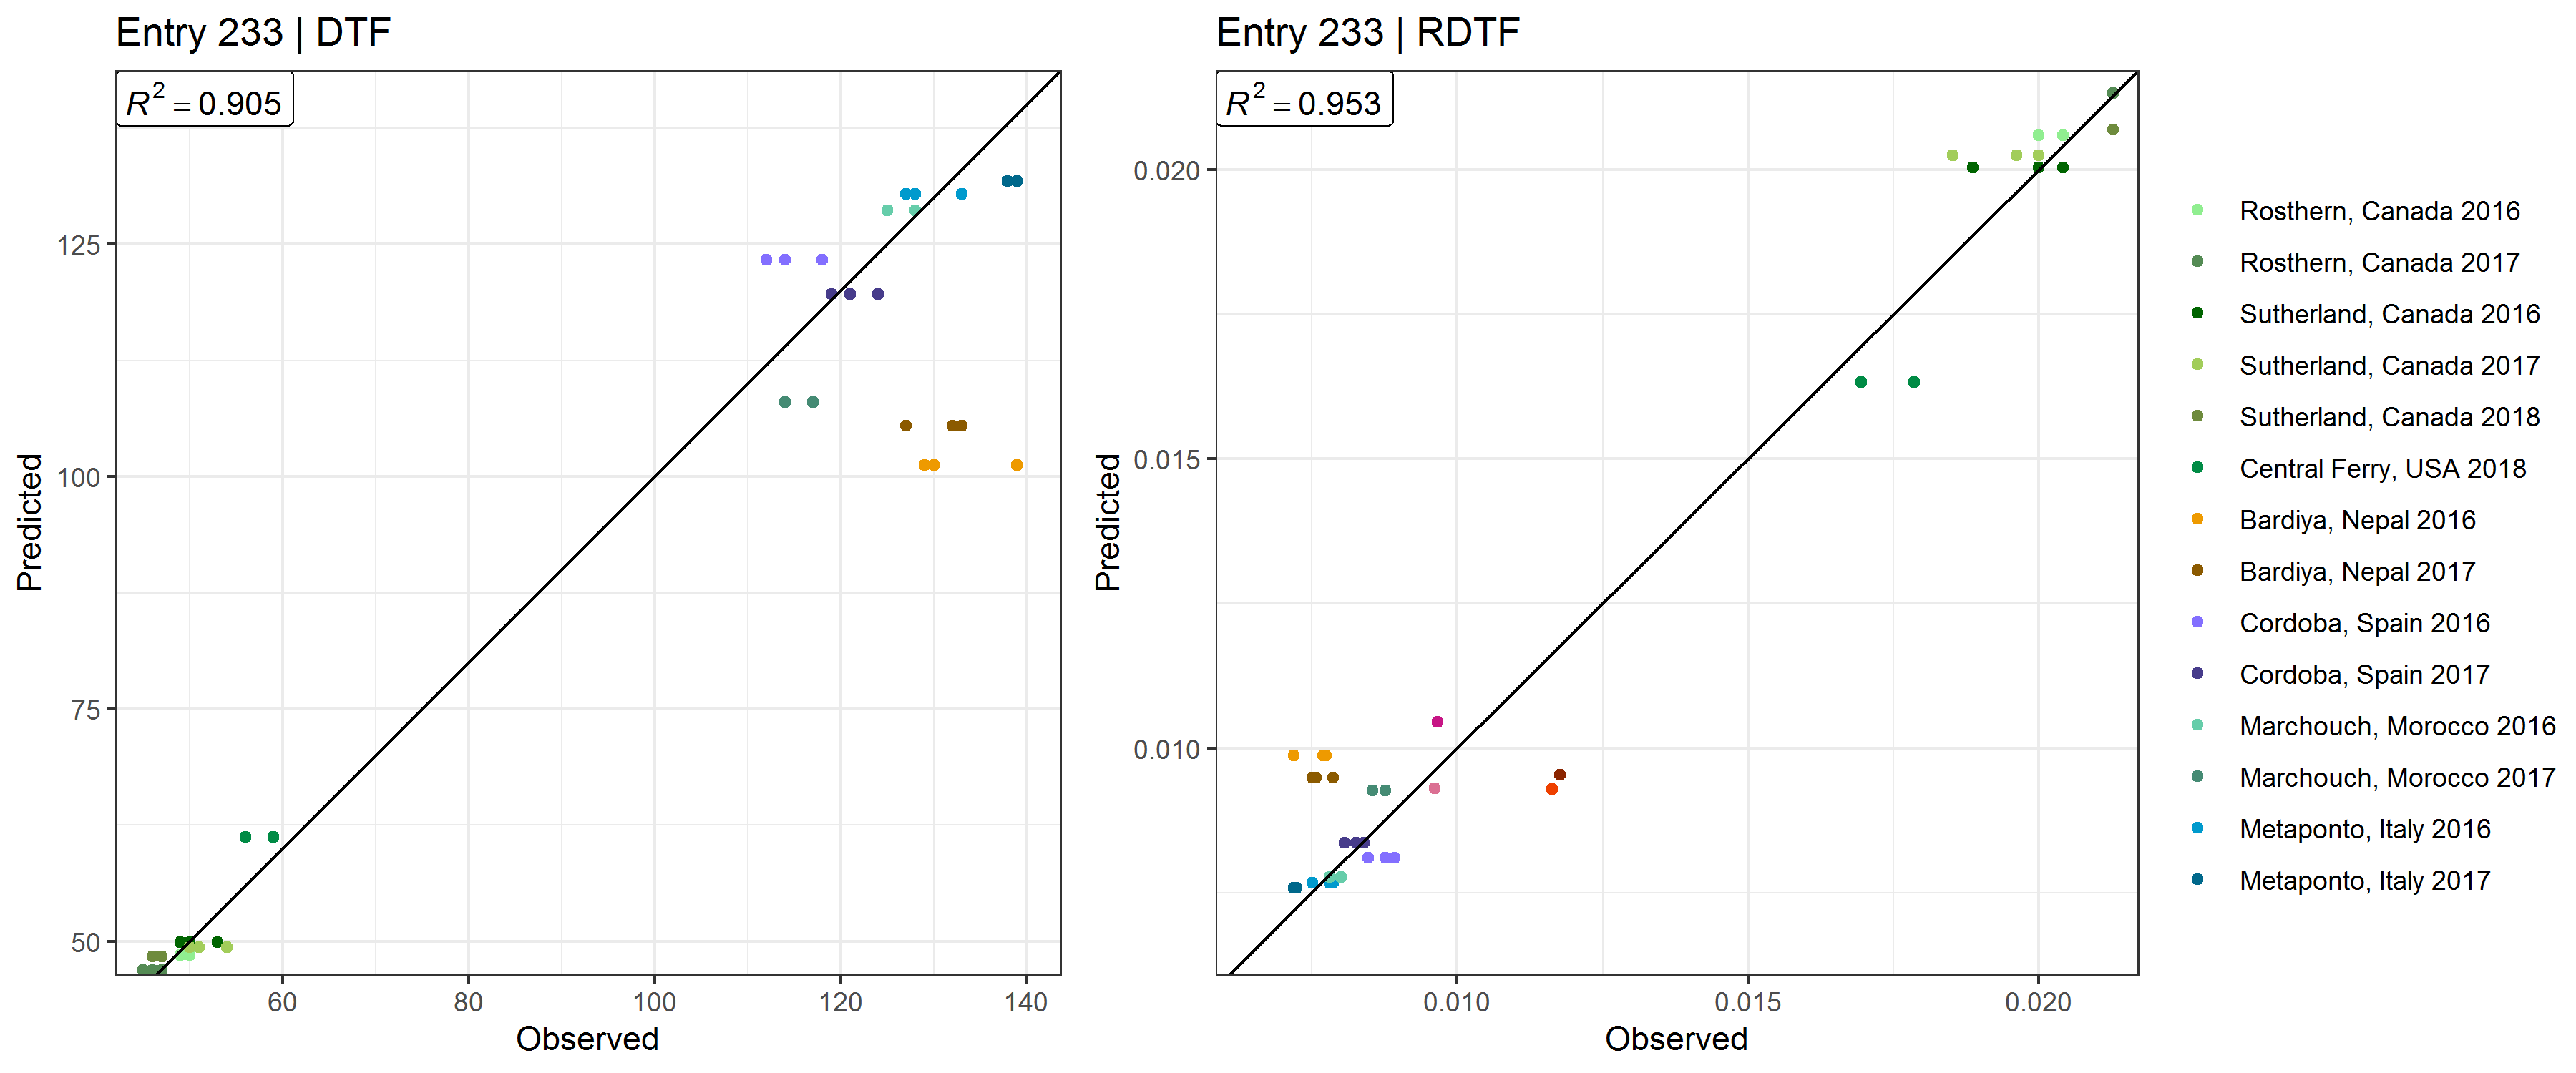 Entry 233 | DTF
R² = 0.905
125
100
75
50
Predicted
60 80 100 120 140
Observed
Entry 233 | RDTF
R² = 0.953
0.020
0.015
0.010
Predicted
0.010 0.015 0.020
Observed
Rosthern, Canada 2016
Rosthern, Canada 2017
Sutherland, Canada 2016
Sutherland, Canada 2017
Sutherland, Canada 2018
Central Ferry, USA 2018
Bardiya, Nepal 2016
Bardiya, Nepal 2017
Cordoba, Spain 2016
Cordoba, Spain 2017
Marchouch, Morocco 2016
Marchouch, Morocco 2017
Metaponto, Italy 2016
Metaponto, Italy 2017